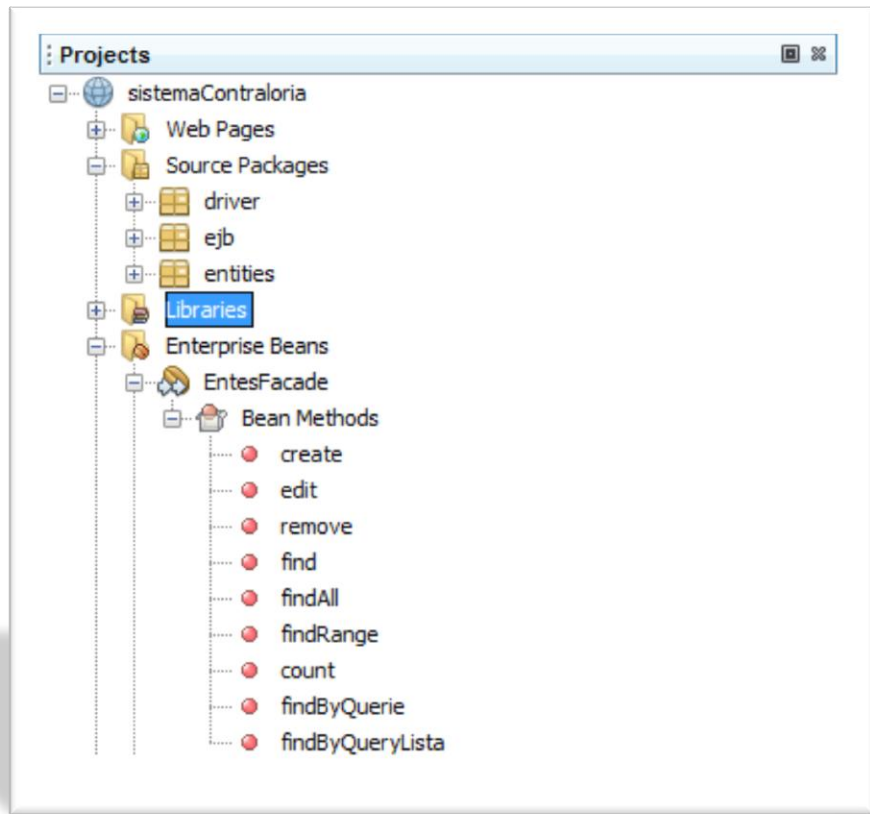 Projects
sistemaContraloria
Web Pages
Source Packages
driver
ejb
entities
Libraries
Enterprise Beans
EntesFacade
Bean Methods
create
edit
remove
find
findAll
findRange
count
findByQuerie
findByQueryLista